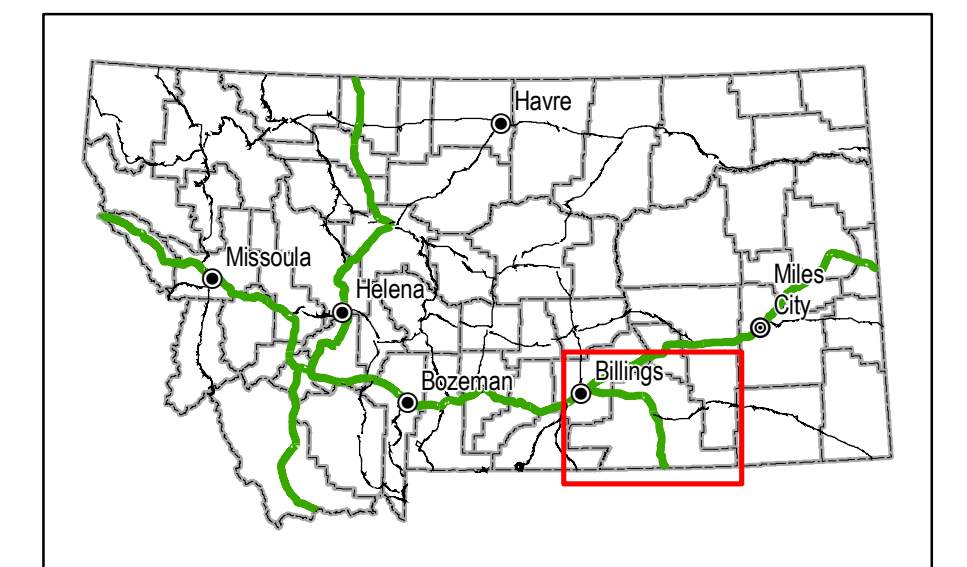 Havre
Missoula
Helena
Miles
City
Billings
Bozeman